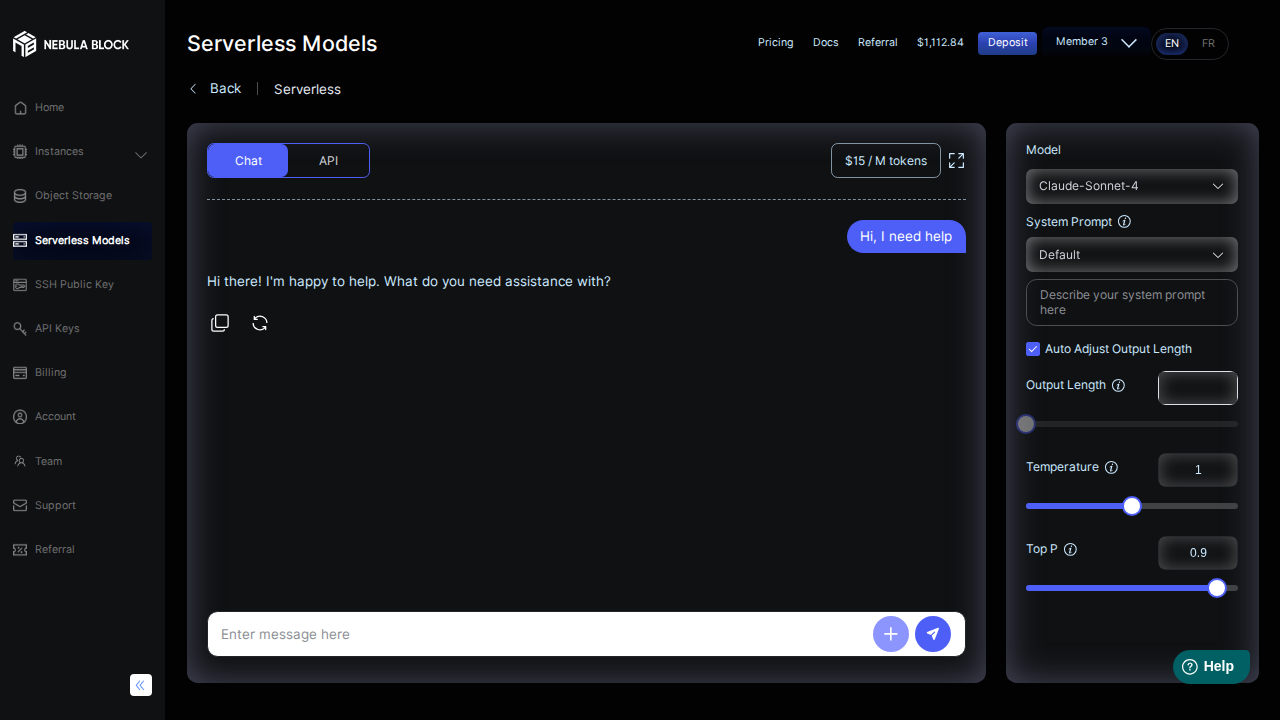 NEBULA BLOCK
Home
Instances
Object Storage
Serverless Models
SSH Public Key
API Keys
Billing
Account
Team
Support
Referral
Serverless Models
Pricing Docs Referral $1,112.84 Deposit Member 3 EN FR
Back Serverless
Chat API $15 / M tokens
Hi, I need help
Hi there! I'm happy to help. What do you need assistance with?
Enter message here
Model
Claude-Sonnet-4
System Prompt
Default
Describe your system prompt
here
Auto Adjust Output Length
Output Length
Temperature 1
Top P 0.9
Help